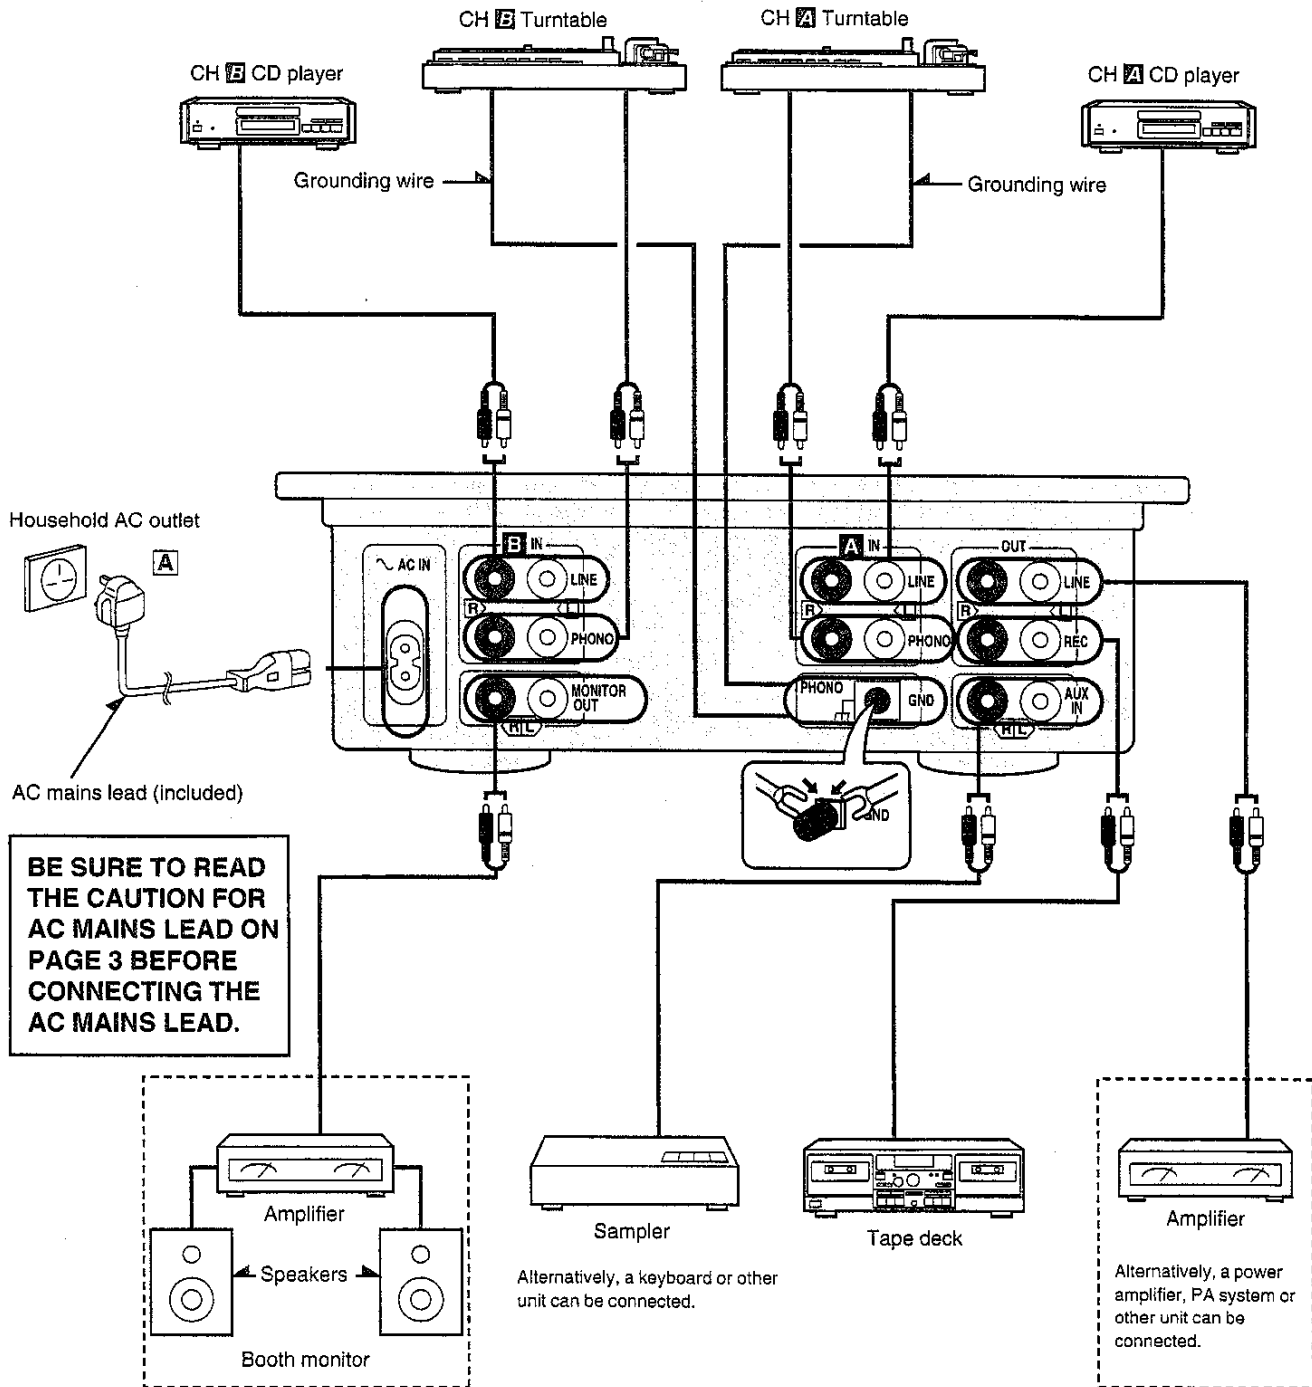 CH B Turntable
CH A Turntable
CH B CD player
CH A CD player
Grounding wire
Grounding wire
Household AC outlet
A
AC mains lead (included)
∼ AC IN
B IN
LINE
R L
PHONO
MONITOR
OUT
R L
A IN
LINE
R L
PHONO
PHONO
GND
OUT
LINE
R L
REC
AUX
IN
R L
GND
BE SURE TO READ
THE CAUTION FOR
AC MAINS LEAD ON
PAGE 3 BEFORE
CONNECTING THE
AC MAINS LEAD.
Amplifier
Speakers
Booth monitor
Sampler
Alternatively, a keyboard or other
unit can be connected.
Tape deck
Amplifier
Alternatively, a power
amplifier, PA system or
other unit can be
connected.